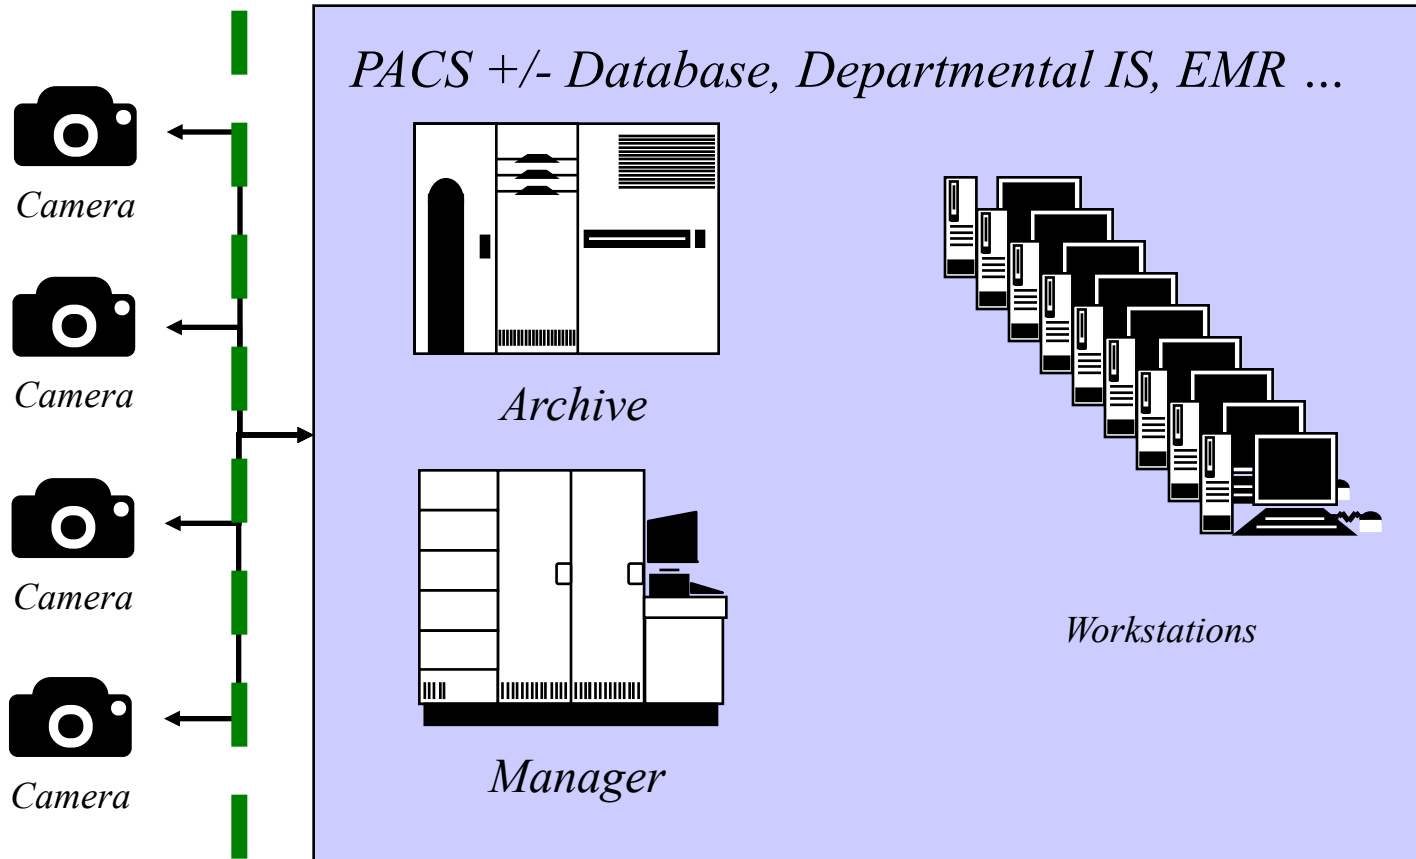 PACS +/- Database, Departmental IS, EMR ...
Camera
Camera
Archive
Camera
Workstations
Manager
Camera